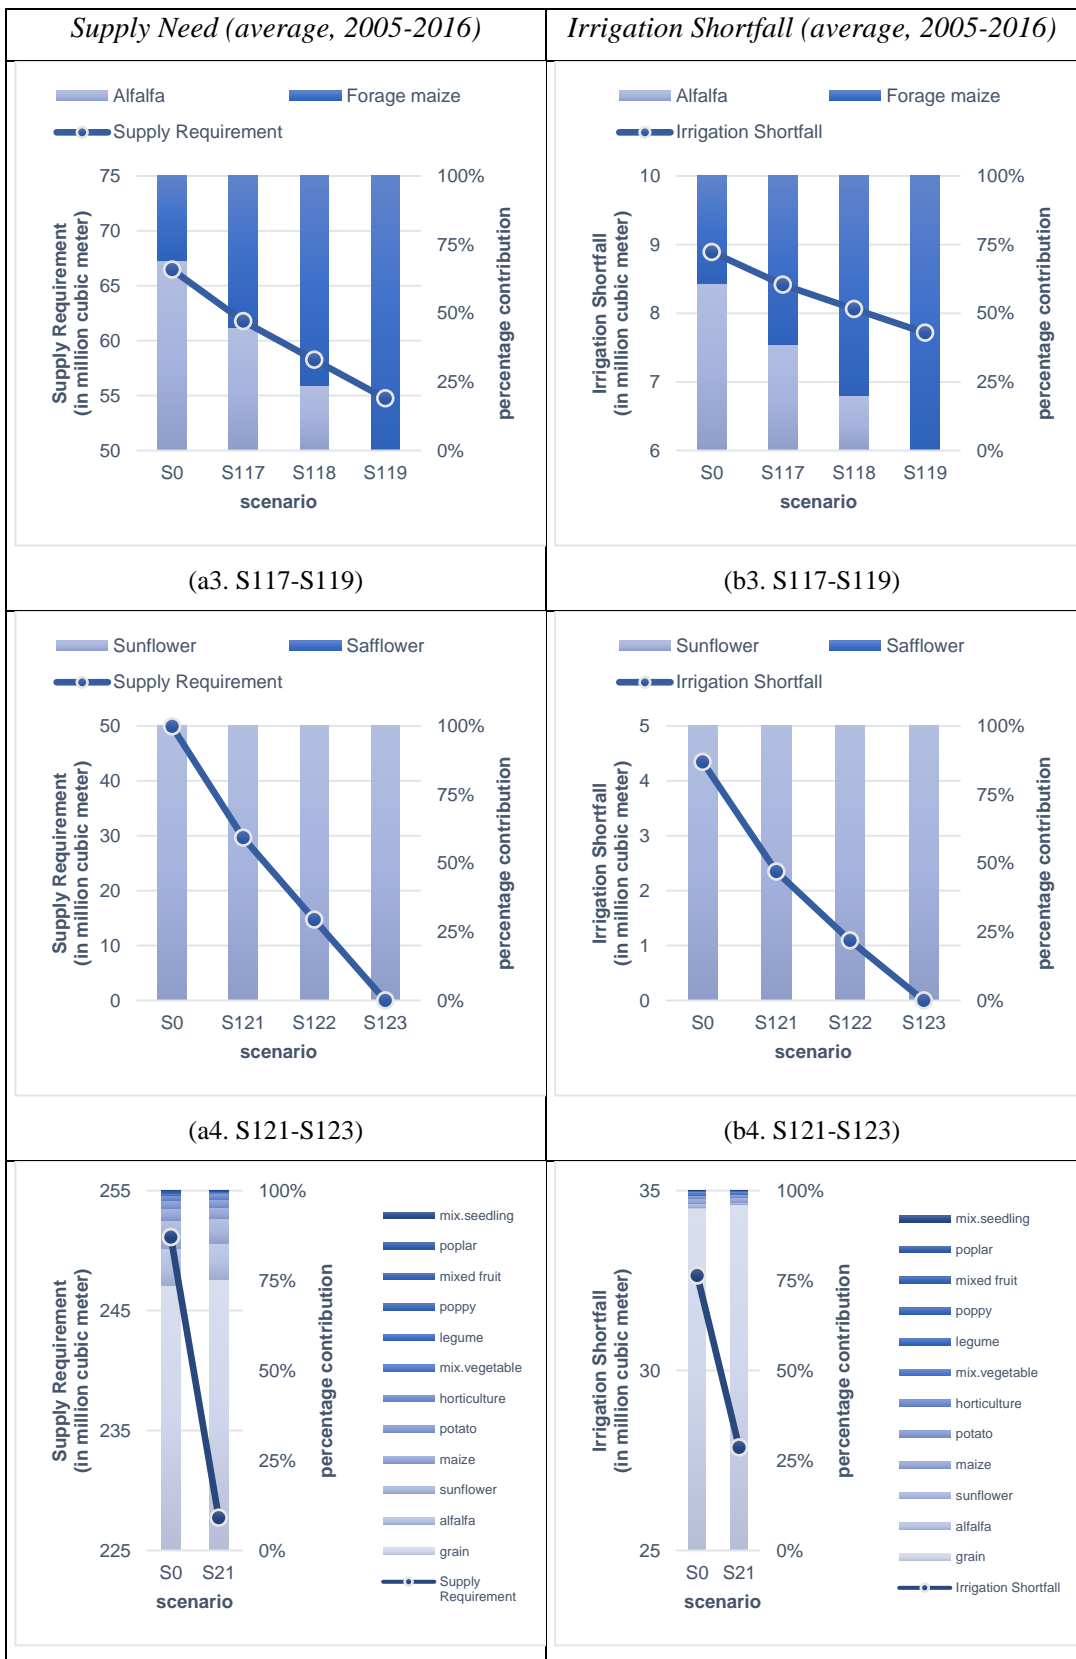 Supply Need (average, 2005-2016)
Irrigation Shortfall (average, 2005-2016)
Alfalfa
Forage maize
Supply Requirement
Supply Requirement
(in million cubic meter)
75
70
65
60
55
50
100%
75%
50%
25%
0%
percentage contribution
S0 S117 S118 S119
scenario
(a3. S117-S119)
Alfalfa
Forage maize
Irrigation Shortfall
Irrigation Shortfall
(in million cubic meter)
10
9
8
7
6
100%
75%
50%
25%
0%
percentage contribution
S0 S117 S118 S119
scenario
(b3. S117-S119)
Sunflower
Safflower
Supply Requirement
Supply Requirement
(in million cubic meter)
50
40
30
20
10
0
100%
75%
50%
25%
0%
percentage contribution
S0 S121 S122 S123
scenario
(a4. S121-S123)
Sunflower
Safflower
Irrigation Shortfall
Irrigation Shortfall
(in million cubic meter)
5
4
3
2
1
0
100%
75%
50%
25%
0%
percentage contribution
S0 S121 S122 S123
scenario
(b4. S121-S123)
Supply Requirement
(in million cubic meter)
255
245
235
225
100%
75%
50%
25%
0%
percentage contribution
S0 S21
scenario
mix.seedling
poplar
mixed fruit
poppy
legume
mix.vegetable
horticulture
potato
maize
sunflower
alfalfa
grain
Supply
Requirement
Irrigation Shortfall
(in million cubic meter)
35
30
25
100%
75%
50%
25%
0%
percentage contribution
S0 S21
scenario
mix.seedling
poplar
mixed fruit
poppy
legume
mix.vegetable
horticulture
potato
maize
sunflower
alfalfa
grain
Irrigation Shortfall